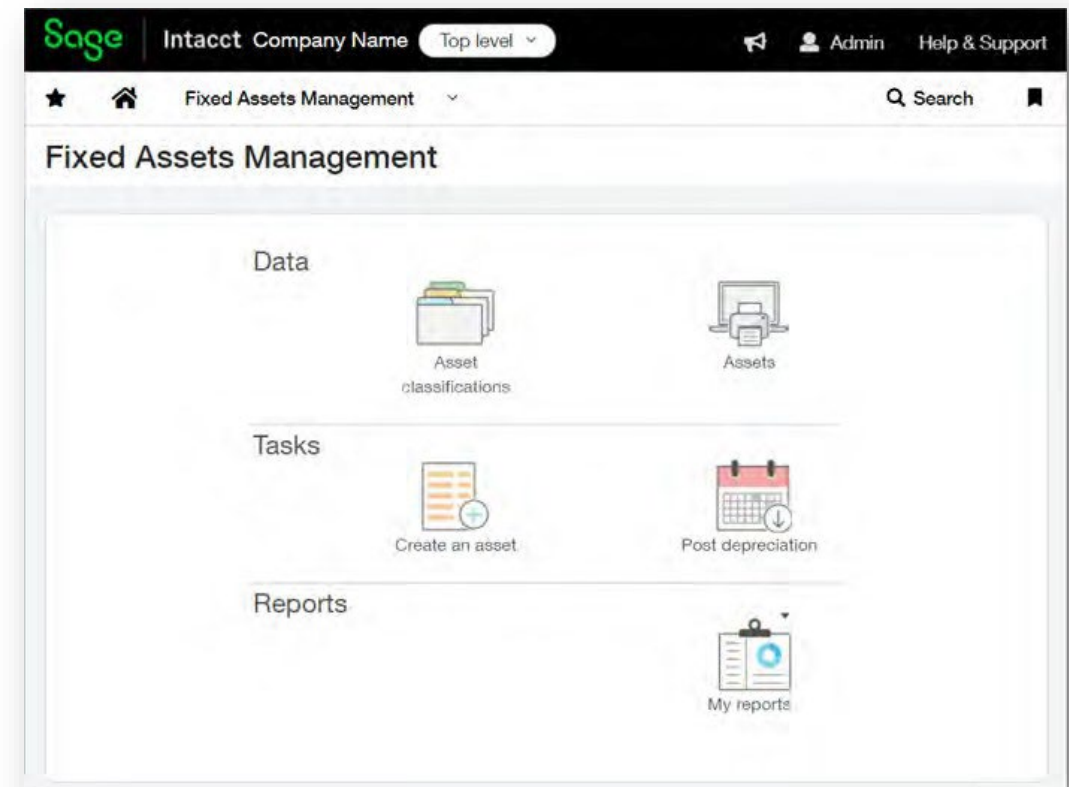 Sage Intacct Company Name Top level Admin Help & Support
Fixed Assets Management Search
Fixed Assets Management
Data
Asset
classifications
Assets
Tasks
Create an asset
Post depreciation
Reports
My reports